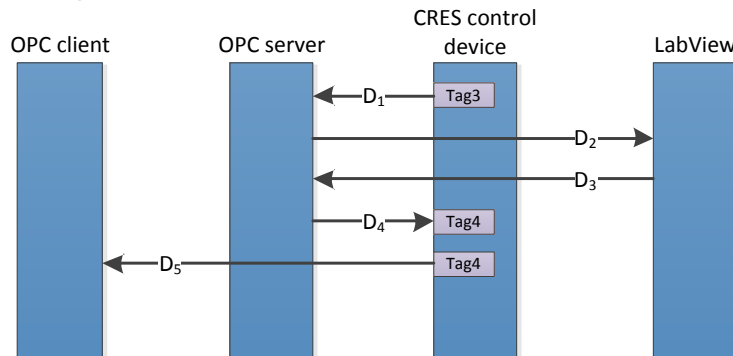 OPC client
OPC server
CRES control
device
LabView
D₁
Tag3
D₂
D₃
D₄
Tag4
D₅
Tag4